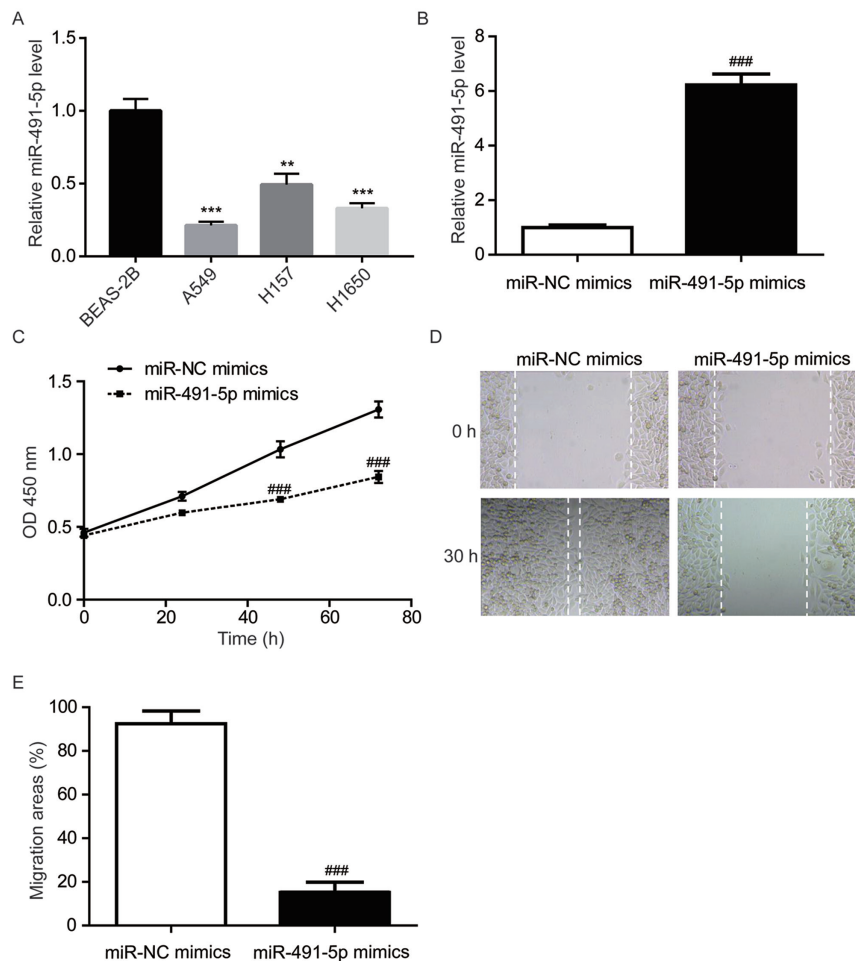 A
Relative miR-491-5p level
1.5
1.0
0.5
0.0
***
**
***
BEAS-2B
A549
H157
H1650
B
Relative miR-491-5p level
8
6
4
2
0
###
miR-NC mimics
miR-491-5p mimics
C
miR-NC mimics
miR-491-5p mimics
OD 450 nm
1.5
1.0
0.5
0.0
###
###
0
20
40
60
80
Time (h)
D
miR-NC mimics
miR-491-5p mimics
0 h
30 h
E
Migration areas (%)
100
80
60
40
20
0
###
miR-NC mimics
miR-491-5p mimics